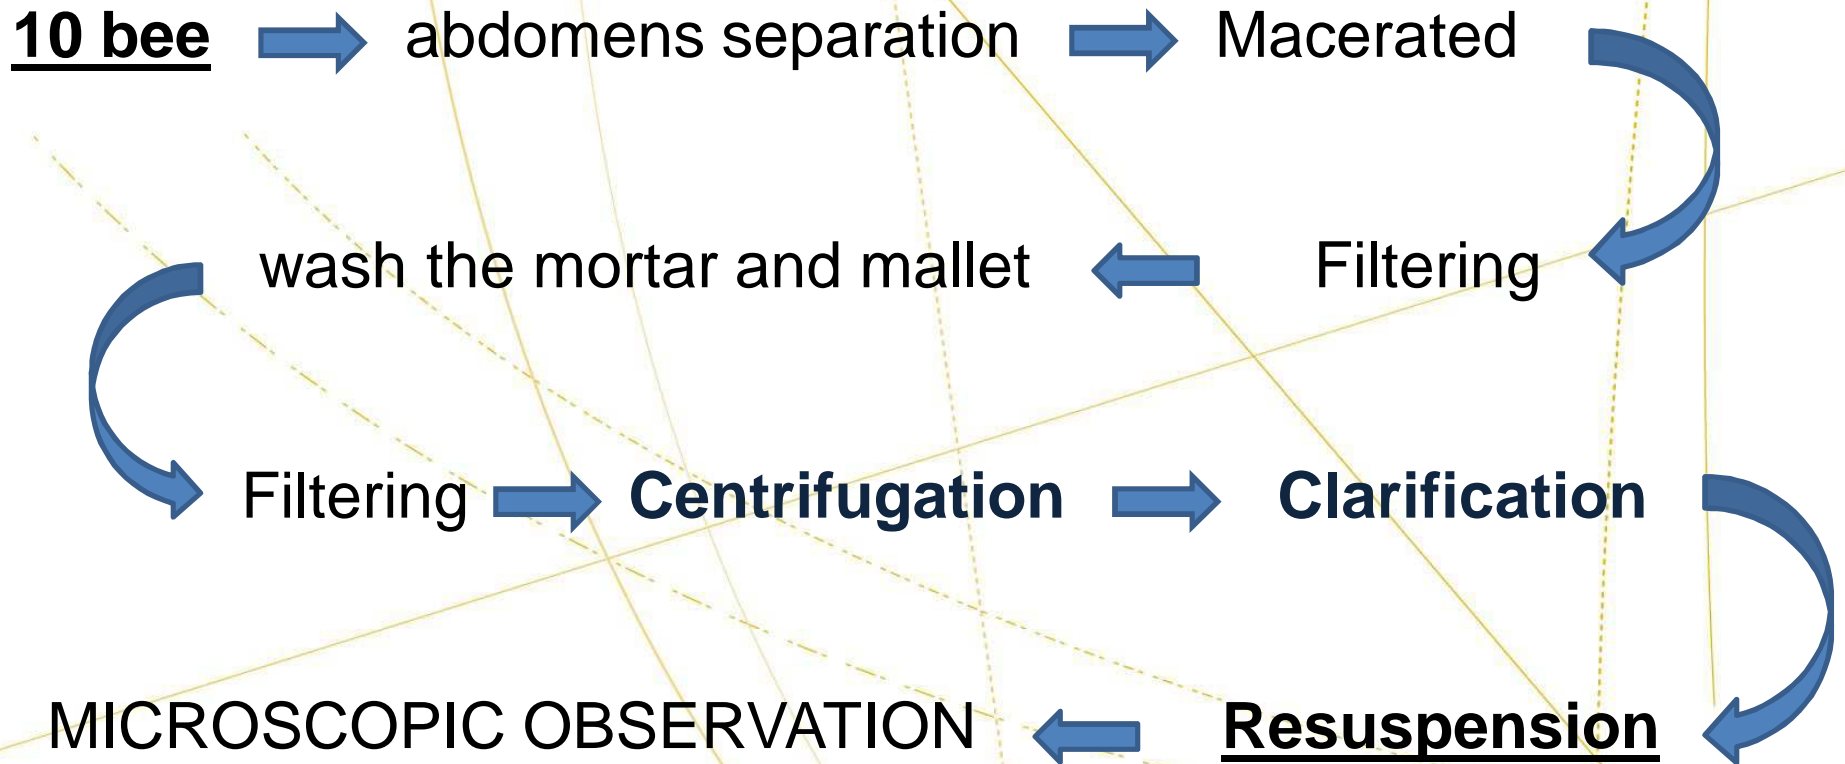 10 bee abdomens separation Macerated
wash the mortar and mallet Filtering
Filtering Centrifugation Clarification
MICROSCOPIC OBSERVATION Resuspension